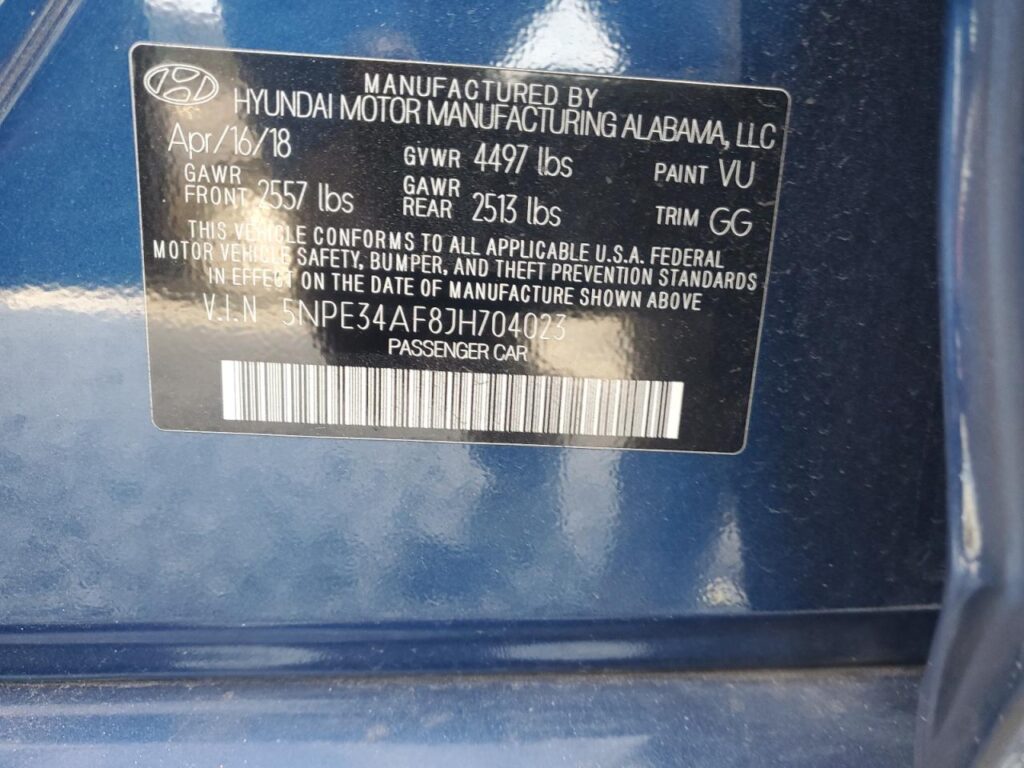 MANUFACTURED BY
HYUNDAI MOTOR MANUFACTURING ALABAMA, LLC
Apr/16/18 GVWR 4497 lbs PAINT VU
GAWR FRONT 2557 lbs GAWR REAR 2513 lbs TRIM GG
THIS VEHICLE CONFORMS TO ALL APPLICABLE U.S.A. FEDERAL
MOTOR VEHICLE SAFETY, BUMPER, AND THEFT PREVENTION STANDARDS
IN EFFECT ON THE DATE OF MANUFACTURE SHOWN ABOVE
V.I.N 5NPE34AF8JH704023
PASSENGER CAR